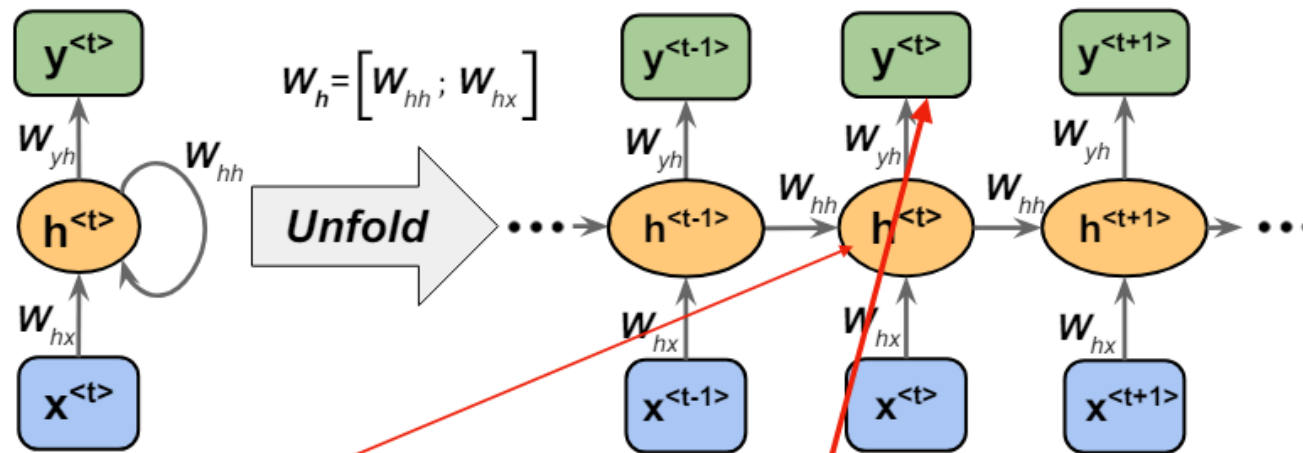 y<t>
W_yh
W_hh
h<t>
W_hx
x<t>
W_h = [W_hh ; W_hx]
Unfold
•••
y<t-1>
y<t>
y<t+1>
W_yh
W_yh
W_yh
W_hh
W_hh
h<t-1>
h<t>
h<t+1>
•••
W_hx
W_hx
W_hx
x<t-1>
x<t>
x<t+1>